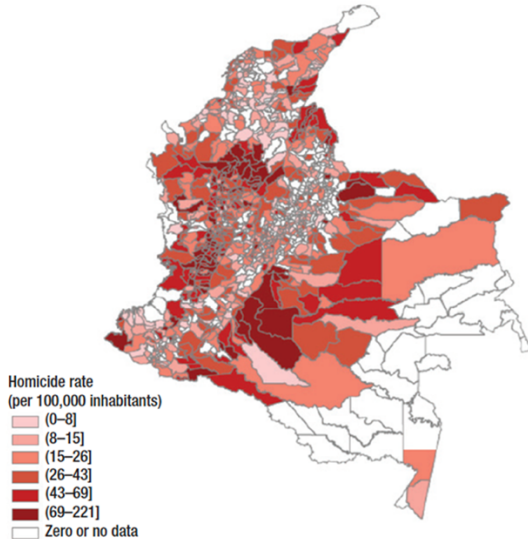 Homicide rate
(per 100,000 inhabitants)
(0–8]
(8–15]
(15–26]
(26–43]
(43–69]
(69–221]
Zero or no data